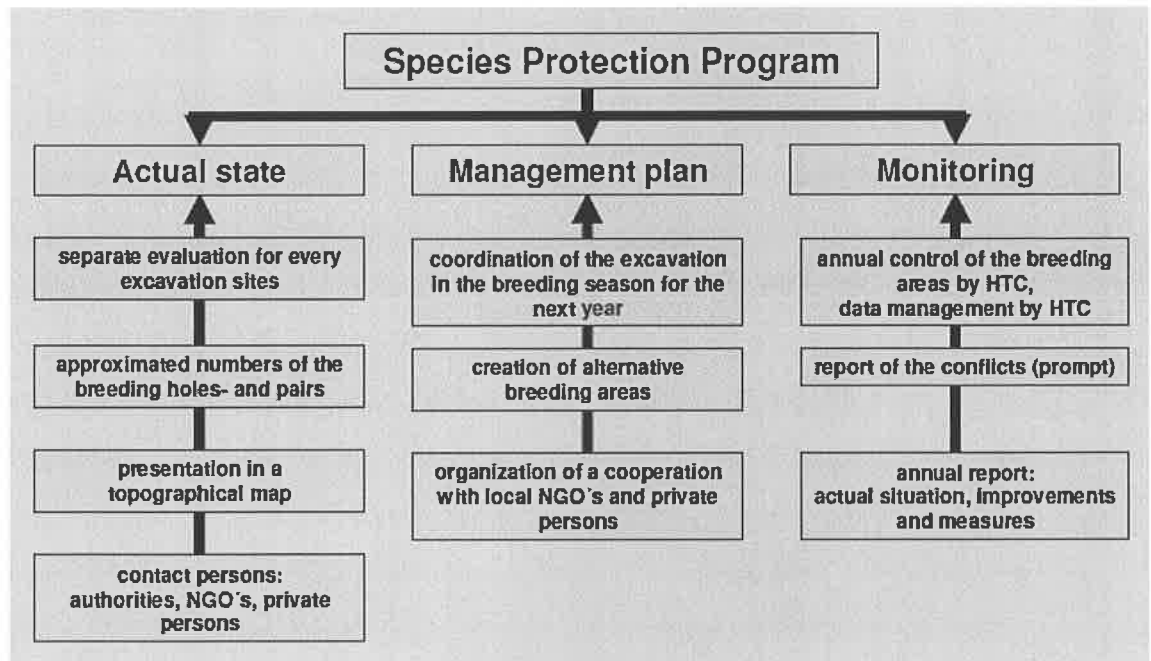 Species Protection Program
Actual state
separate evaluation for every
excavation sites
approximated numbers of the
breeding holes- and pairs
presentation in a
topographical map
contact persons:
authorities, NGO´s, private
persons
Management plan
coordination of the excavation
in the breeding season for the
next year
creation of alternative
breeding areas
organization of a cooperation
with local NGO´s and private
persons
Monitoring
annual control of the breeding
areas by HTC,
data management by HTC
report of the conflicts (prompt)
annual report:
actual situation, improvements
and measures